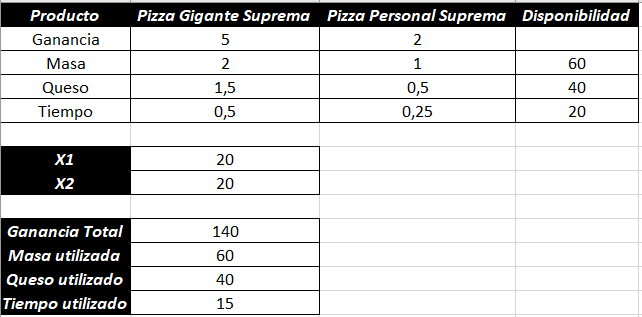 Producto Pizza Gigante Suprema Pizza Personal Suprema Disponibilidad
Ganancia 5 2
Masa 2 1 60
Queso 1,5 0,5 40
Tiempo 0,5 0,25 20
X1 20
X2 20
Ganancia Total 140
Masa utilizada 60
Queso utilizado 40
Tiempo utilizado 15